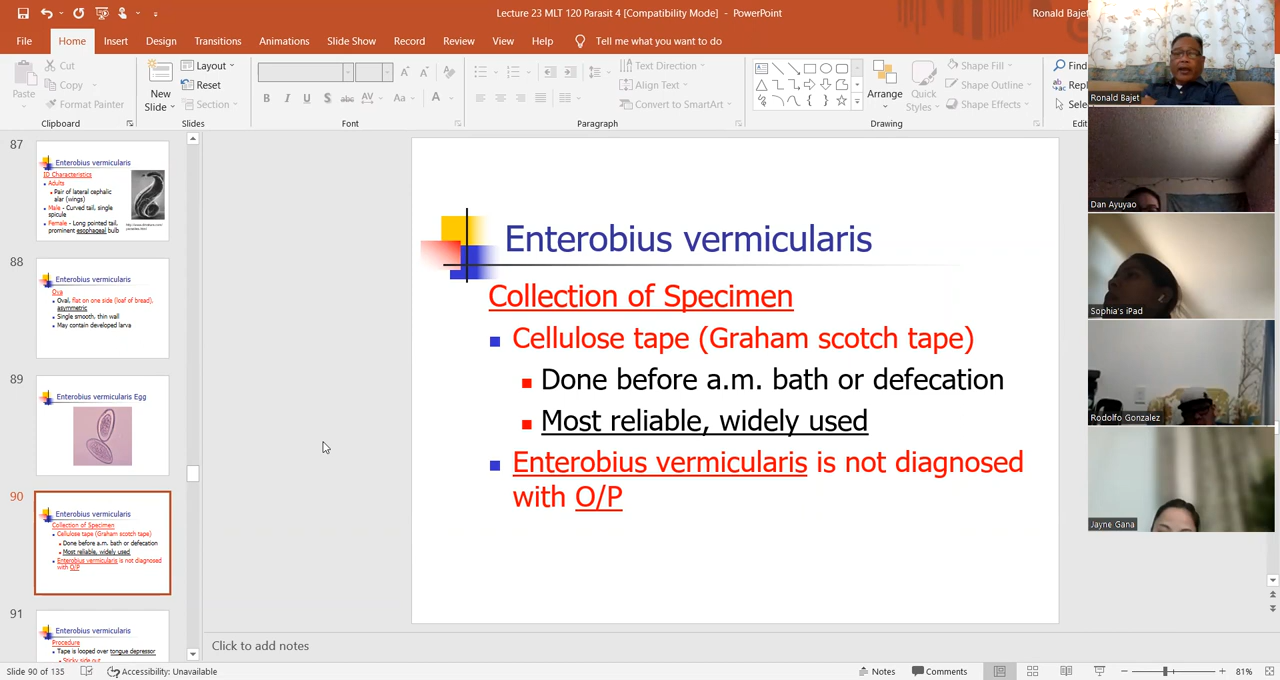 Lecture 23 MLT 120 Parasit 4 [Compatibility Mode] - PowerPoint
Ronald Bajet
File Home Insert Design Transitions Animations Slide Show Record Review View Help Tell me what you want to do
Paste
Cut
Copy
Format Painter
Clipboard
New Slide
Layout
Reset
Section
Slides
B I U S abc AV Aa A
Font
Text Direction
Align Text
Convert to SmartArt
Paragraph
Arrange
Quick Styles
Shape Fill
Shape Outline
Shape Effects
Drawing
Find
Repl
Sele
Edit
87
Enterobius vermicularis
ID Characteristics
Adults
Pair of lateral cephalic
alar (wings)
Male - Curved tail, single
spicule
Female - Long pointed tail,
prominent esophageal bulb
88
Enterobius vermicularis
Ova
Oval, flat on one side (loaf of bread),
asymmetric
Single smooth, thin wall
May contain developed larva
89
Enterobius vermicularis Egg
90
Enterobius vermicularis
Collection of Specimen
Cellulose tape (Graham scotch tape)
Done before a.m. bath or defecation
Most reliable, widely used
Enterobius vermicularis is not diagnosed
with O/P
91
Enterobius vermicularis
Procedure
Tape is looped over tongue depressor
Sticky side out
Enterobius vermicularis
Collection of Specimen
Cellulose tape (Graham scotch tape)
Done before a.m. bath or defecation
Most reliable, widely used
Enterobius vermicularis is not diagnosed
with O/P
Ronald Bajet
Dan Ayuyao
Sophia's iPad
Rodolfo Gonzalez
Jayne Gana
Click to add notes
Slide 90 of 135 Accessibility: Unavailable Notes Comments 81%